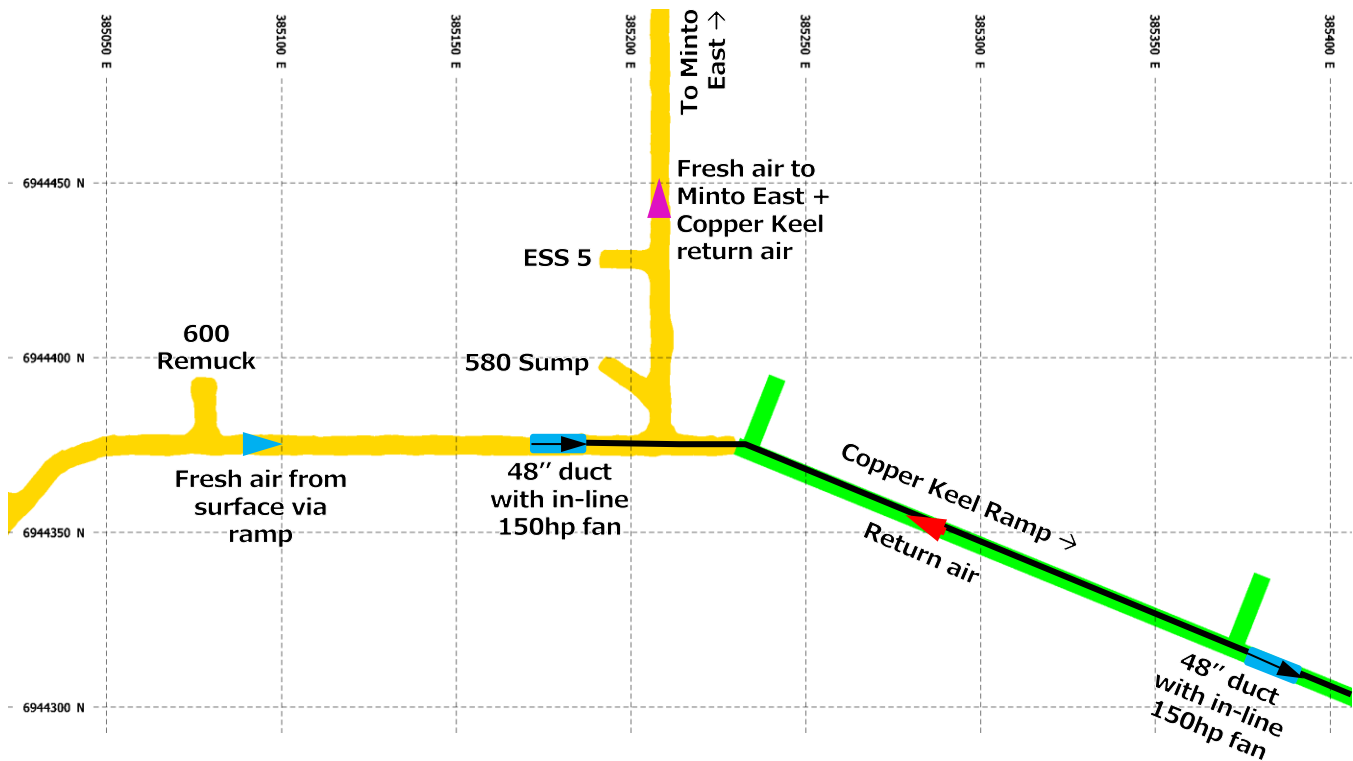 385050 E
385100 E
385150 E
385200 E
To Minto
East →
385250 E
385300 E
385350 E
385400 E
6944450 N
Fresh air to
Minto East +
Copper Keel
return air
ESS 5
600
Remuck
6944400 N
580 Sump
Fresh air from
surface via
ramp
48” duct
with in-line
150hp fan
Copper Keel Ramp →
Return air
6944350 N
48” duct
with in-line
150hp fan
6944300 N